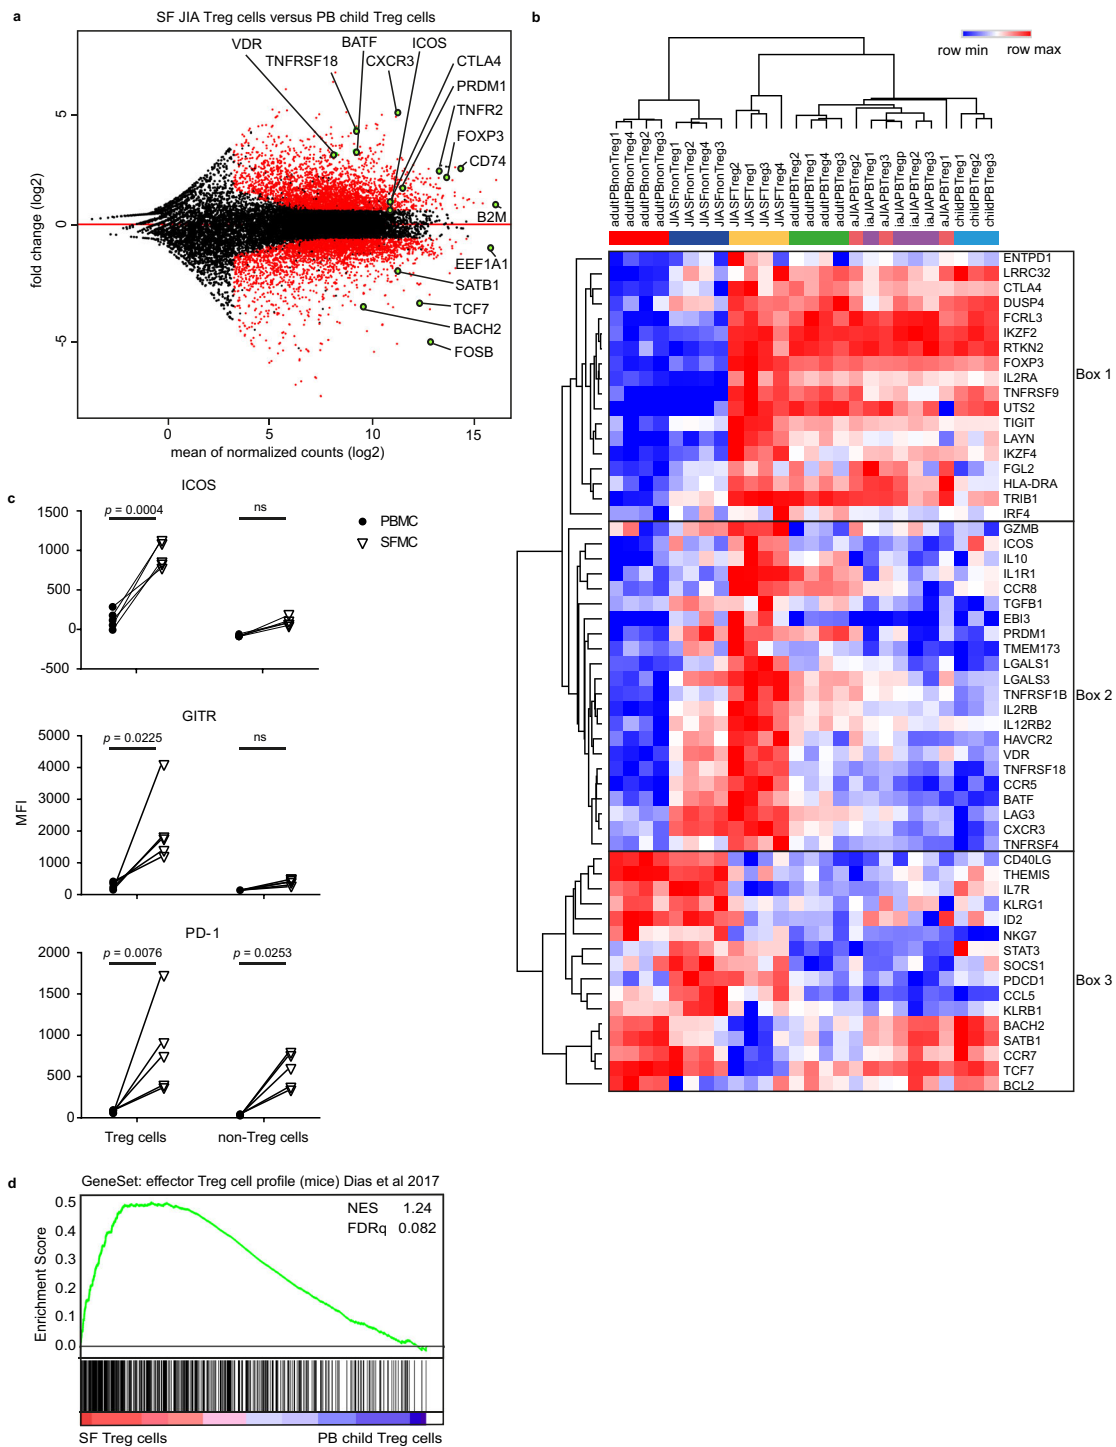 a
SF JIA Treg cells versus PB child Treg cells
VDR
TNFRSF18
BATF
CXCR3
ICOS
CTLA4
PRDM1
TNFR2
FOXP3
CD74
B2M
EEF1A1
SATB1
TCF7
BACH2
FOSB
5
0
-5
fold change (log2)
0
5
10
15
mean of normalized counts (log2)
b
row min
row max
adultPBnonTreg1
adultPBnonTreg4
adultPBnonTreg2
adultPBnonTreg3
JIASFnonTreg1
JIASFnonTreg4
JIASFnonTreg2
JIASFnonTreg3
JIASFTreg2
JIASFTreg1
JIASFTreg3
JIASFTreg4
adultPBTreg2
adultPBTreg1
adultPBTreg4
adultPBTreg3
aJIAPBTreg2
iaJIAPBTreg1
aJIAPBTreg3
iaJIAPBTregp
iaJIAPBTreg2
iaJIAPBTreg3
aJIAPBTreg1
childPBTreg1
childPBTreg2
childPBTreg3
ENTPD1
LRRC32
CTLA4
DUSP4
FCRL3
IKZF2
RTKN2
FOXP3
IL2RA
TNFRSF9
UTS2
TIGIT
LAYN
IKZF4
FGL2
HLA-DRA
TRIB1
IRF4
Box 1
GZMB
ICOS
IL10
IL1R1
CCR8
TGFB1
EBI3
PRDM1
TMEM173
LGALS1
LGALS3
TNFRSF1B
IL2RB
IL12RB2
HAVCR2
VDR
TNFRSF18
CCR5
BATF
LAG3
CXCR3
TNFRSF4
Box 2
CD40LG
THEMIS
IL7R
KLRG1
ID2
NKG7
STAT3
SOCS1
PDCD1
CCL5
KLRB1
BACH2
SATB1
CCR7
TCF7
BCL2
Box 3
c
ICOS
p = 0.0004
ns
PBMC
SFMC
1500
1000
500
0
-500
GITR
p = 0.0225
ns
5000
4000
3000
2000
1000
0
MFI
PD-1
p = 0.0076
p = 0.0253
2000
1500
1000
500
0
Treg cells
non-Treg cells
d
GeneSet: effector Treg cell profile (mice) Dias et al 2017
NES 1.24
FDRq 0.082
0.5
0.4
0.3
0.2
0.1
0.0
Enrichment Score
SF Treg cells
PB child Treg cells